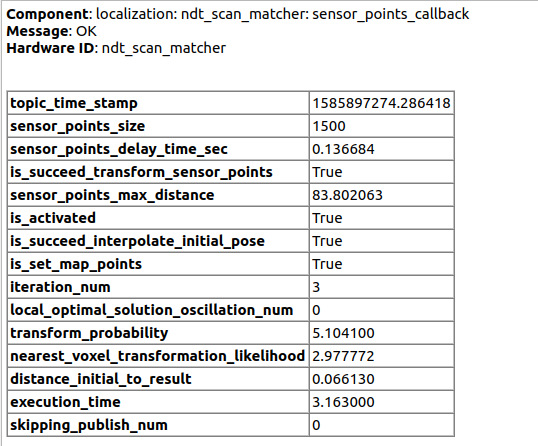 Component: localization: ndt_scan_matcher: sensor_points_callback
Message: OK
Hardware ID: ndt_scan_matcher
topic_time_stamp 1585897274.286418
sensor_points_size 1500
sensor_points_delay_time_sec 0.136684
is_succeed_transform_sensor_points True
sensor_points_max_distance 83.802063
is_activated True
is_succeed_interpolate_initial_pose True
is_set_map_points True
iteration_num 3
local_optimal_solution_oscillation_num 0
transform_probability 5.104100
nearest_voxel_transformation_likelihood 2.977772
distance_initial_to_result 0.066130
execution_time 3.163000
skipping_publish_num 0